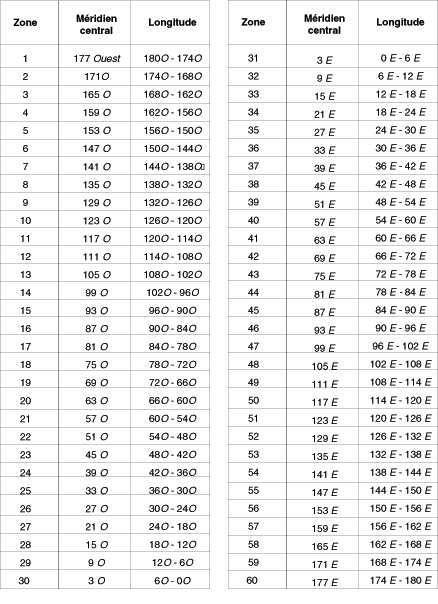 Zone Méridien central Longitude
1 177 Ouest 180O - 174O
2 171O 174O - 168O
3 165 O 168O - 162O
4 159 O 162O - 156O
5 153 O 156O - 150O
6 147 O 150O - 144O
7 141 O 144O - 138O
8 135 O 138O - 132O
9 129 O 132O - 126O
10 123 O 126O - 120O
11 117 O 120O - 114O
12 111 O 114O - 108O
13 105 O 108O - 102O
14 99 O 102O - 96O
15 93 O 96O - 90O
16 87 O 90O - 84O
17 81 O 84O - 78O
18 75 O 78O - 72O
19 69 O 72O - 66O
20 63 O 66O - 60O
21 57 O 60O - 54O
22 51 O 54O - 48O
23 45 O 48O - 42O
24 39 O 42O - 36O
25 33 O 36O - 30O
26 27 O 30O - 24O
27 21 O 24O - 18O
28 15 O 18O - 12O
29 9 O 12O - 6O
30 3 O 6O - 0O
Zone Méridien central Longitude
31 3 E 0 E - 6 E
32 9 E 6 E - 12 E
33 15 E 12 E - 18 E
34 21 E 18 E - 24 E
35 27 E 24 E - 30 E
36 33 E 30 E - 36 E
37 39 E 36 E - 42 E
38 45 E 42 E - 48 E
39 51 E 48 E - 54 E
40 57 E 54 E - 60 E
41 63 E 60 E - 66 E
42 69 E 66 E - 72 E
43 75 E 72 E - 78 E
44 81 E 78 E - 84 E
45 87 E 84 E - 90 E
46 93 E 90 E - 96 E
47 99 E 96 E - 102 E
48 105 E 102 E - 108 E
49 111 E 108 E - 114 E
50 117 E 114 E - 120 E
51 123 E 120 E - 126 E
52 129 E 126 E - 132 E
53 135 E 132 E - 138 E
54 141 E 138 E - 144 E
55 147 E 144 E - 150 E
56 153 E 150 E - 156 E
57 159 E 156 E - 162 E
58 165 E 162 E - 168 E
59 171 E 168 E - 174 E
60 177 E 174 E - 180 E